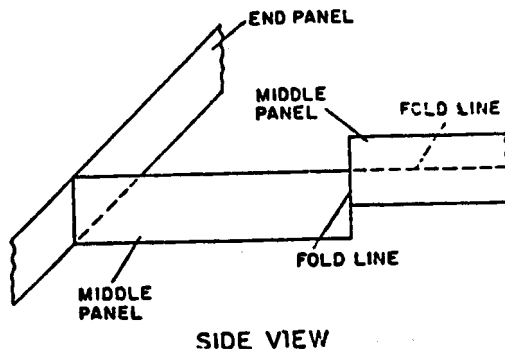 END PANEL
MIDDLE
PANEL
FOLD LINE
FOLD LINE
MIDDLE
PANEL
SIDE VIEW